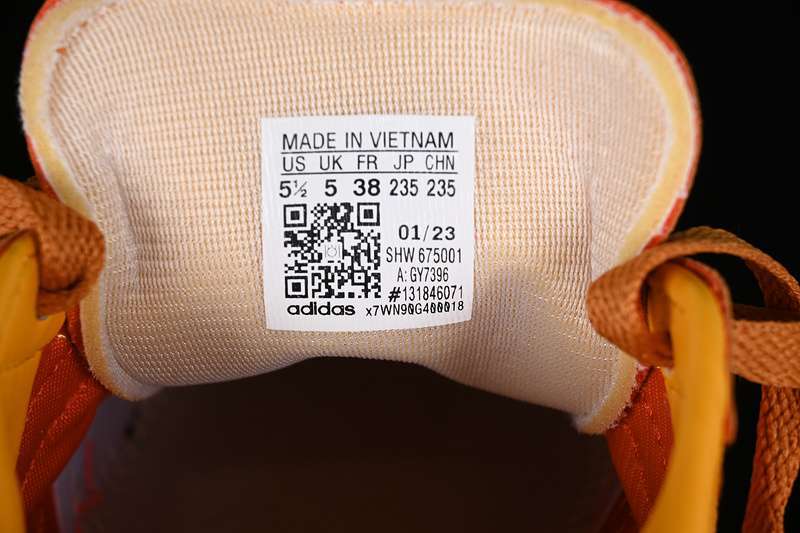 MADE IN VIETNAM
US UK FR JP CHN
5½ 5 38 235 235
01/23
SHW 675001
A: GY7396
#131846071
adidas x7WN90G400018